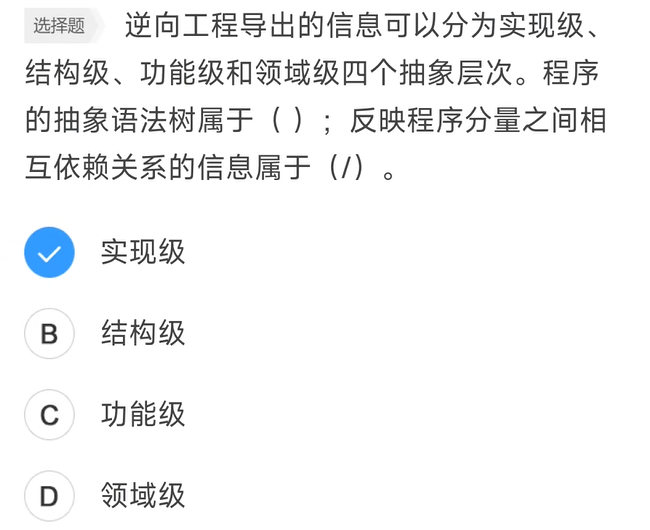 选择题 逆向工程导出的信息可以分为实现级、
结构级、功能级和领域级四个抽象层次。程序
的抽象语法树属于（ ）；反映程序分量之间相
互依赖关系的信息属于（/）。
实现级
B 结构级
C 功能级
D 领域级